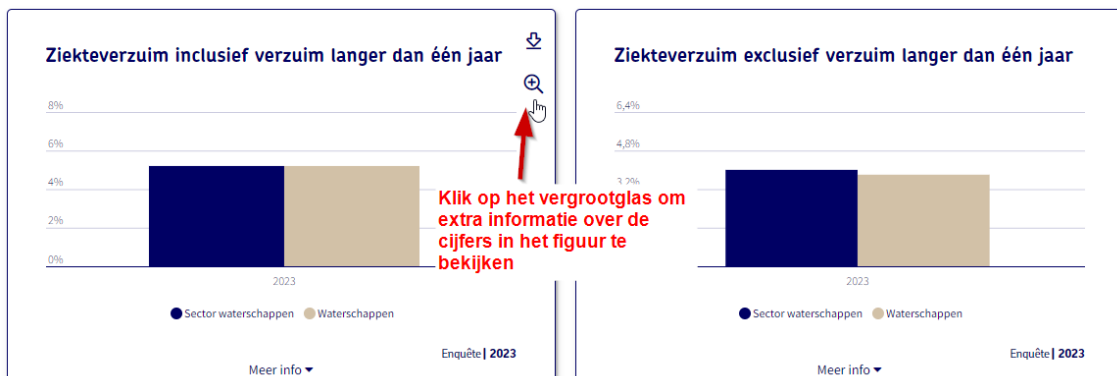 Ziekteverzuim inclusief verzuim langer dan één jaar
8%
6%
4%
2%
0%
2023
Sector waterschappen Waterschappen
Enquête | 2023
Meer info
Klik op het vergrootglas om
extra informatie over de
cijfers in het figuur te
bekijken
Ziekteverzuim exclusief verzuim langer dan één jaar
6,4%
4,8%
3,2%
2023
Sector waterschappen Waterschappen
Enquête | 2023
Meer info